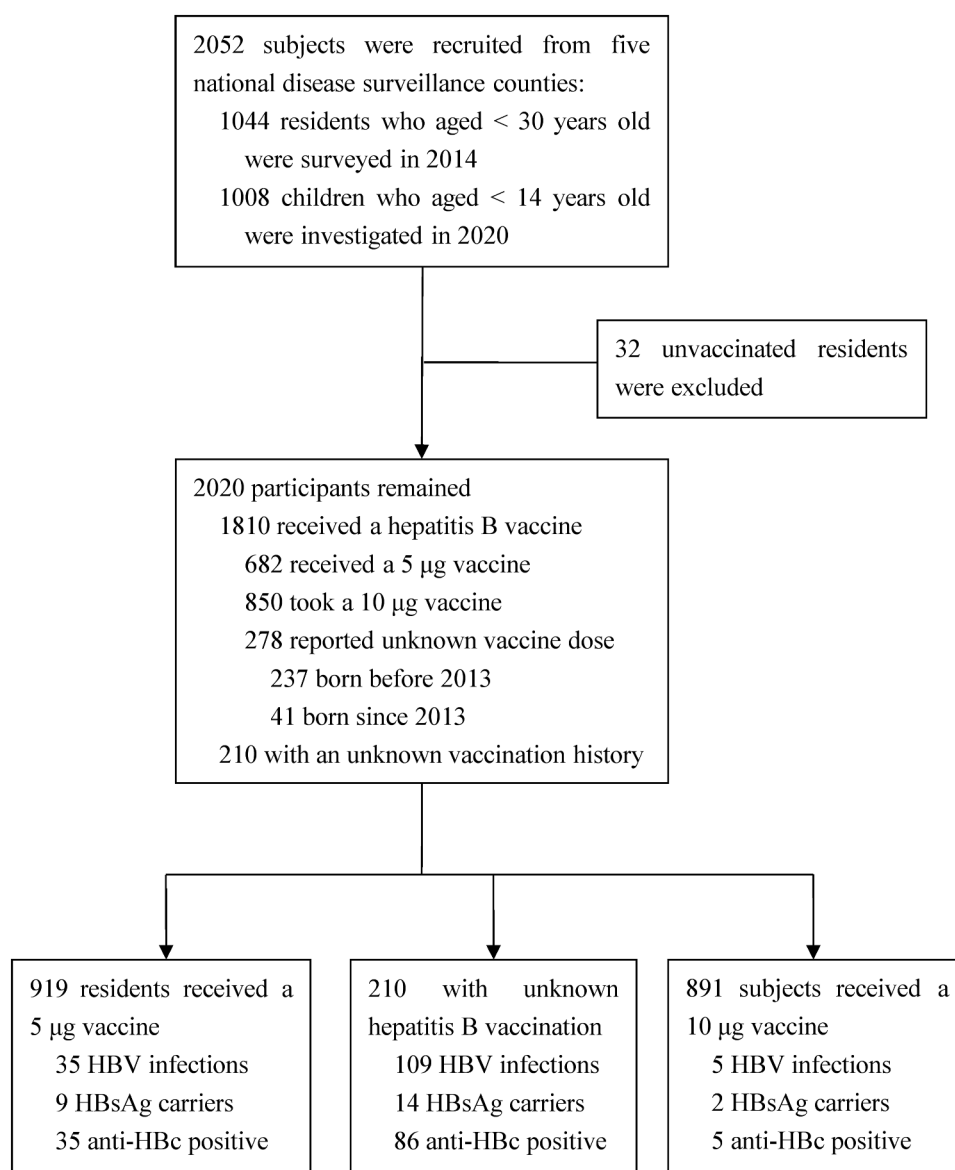 2052 subjects were recruited from five
national disease surveillance counties:
1044 residents who aged < 30 years old
were surveyed in 2014
1008 children who aged < 14 years old
were investigated in 2020
32 unvaccinated residents
were excluded
2020 participants remained
1810 received a hepatitis B vaccine
682 received a 5 μg vaccine
850 took a 10 μg vaccine
278 reported unknown vaccine dose
237 born before 2013
41 born since 2013
210 with an unknown vaccination history
919 residents received a
5 μg vaccine
35 HBV infections
9 HBsAg carriers
35 anti-HBc positive
210 with unknown
hepatitis B vaccination
109 HBV infections
14 HBsAg carriers
86 anti-HBc positive
891 subjects received a
10 μg vaccine
5 HBV infections
2 HBsAg carriers
5 anti-HBc positive